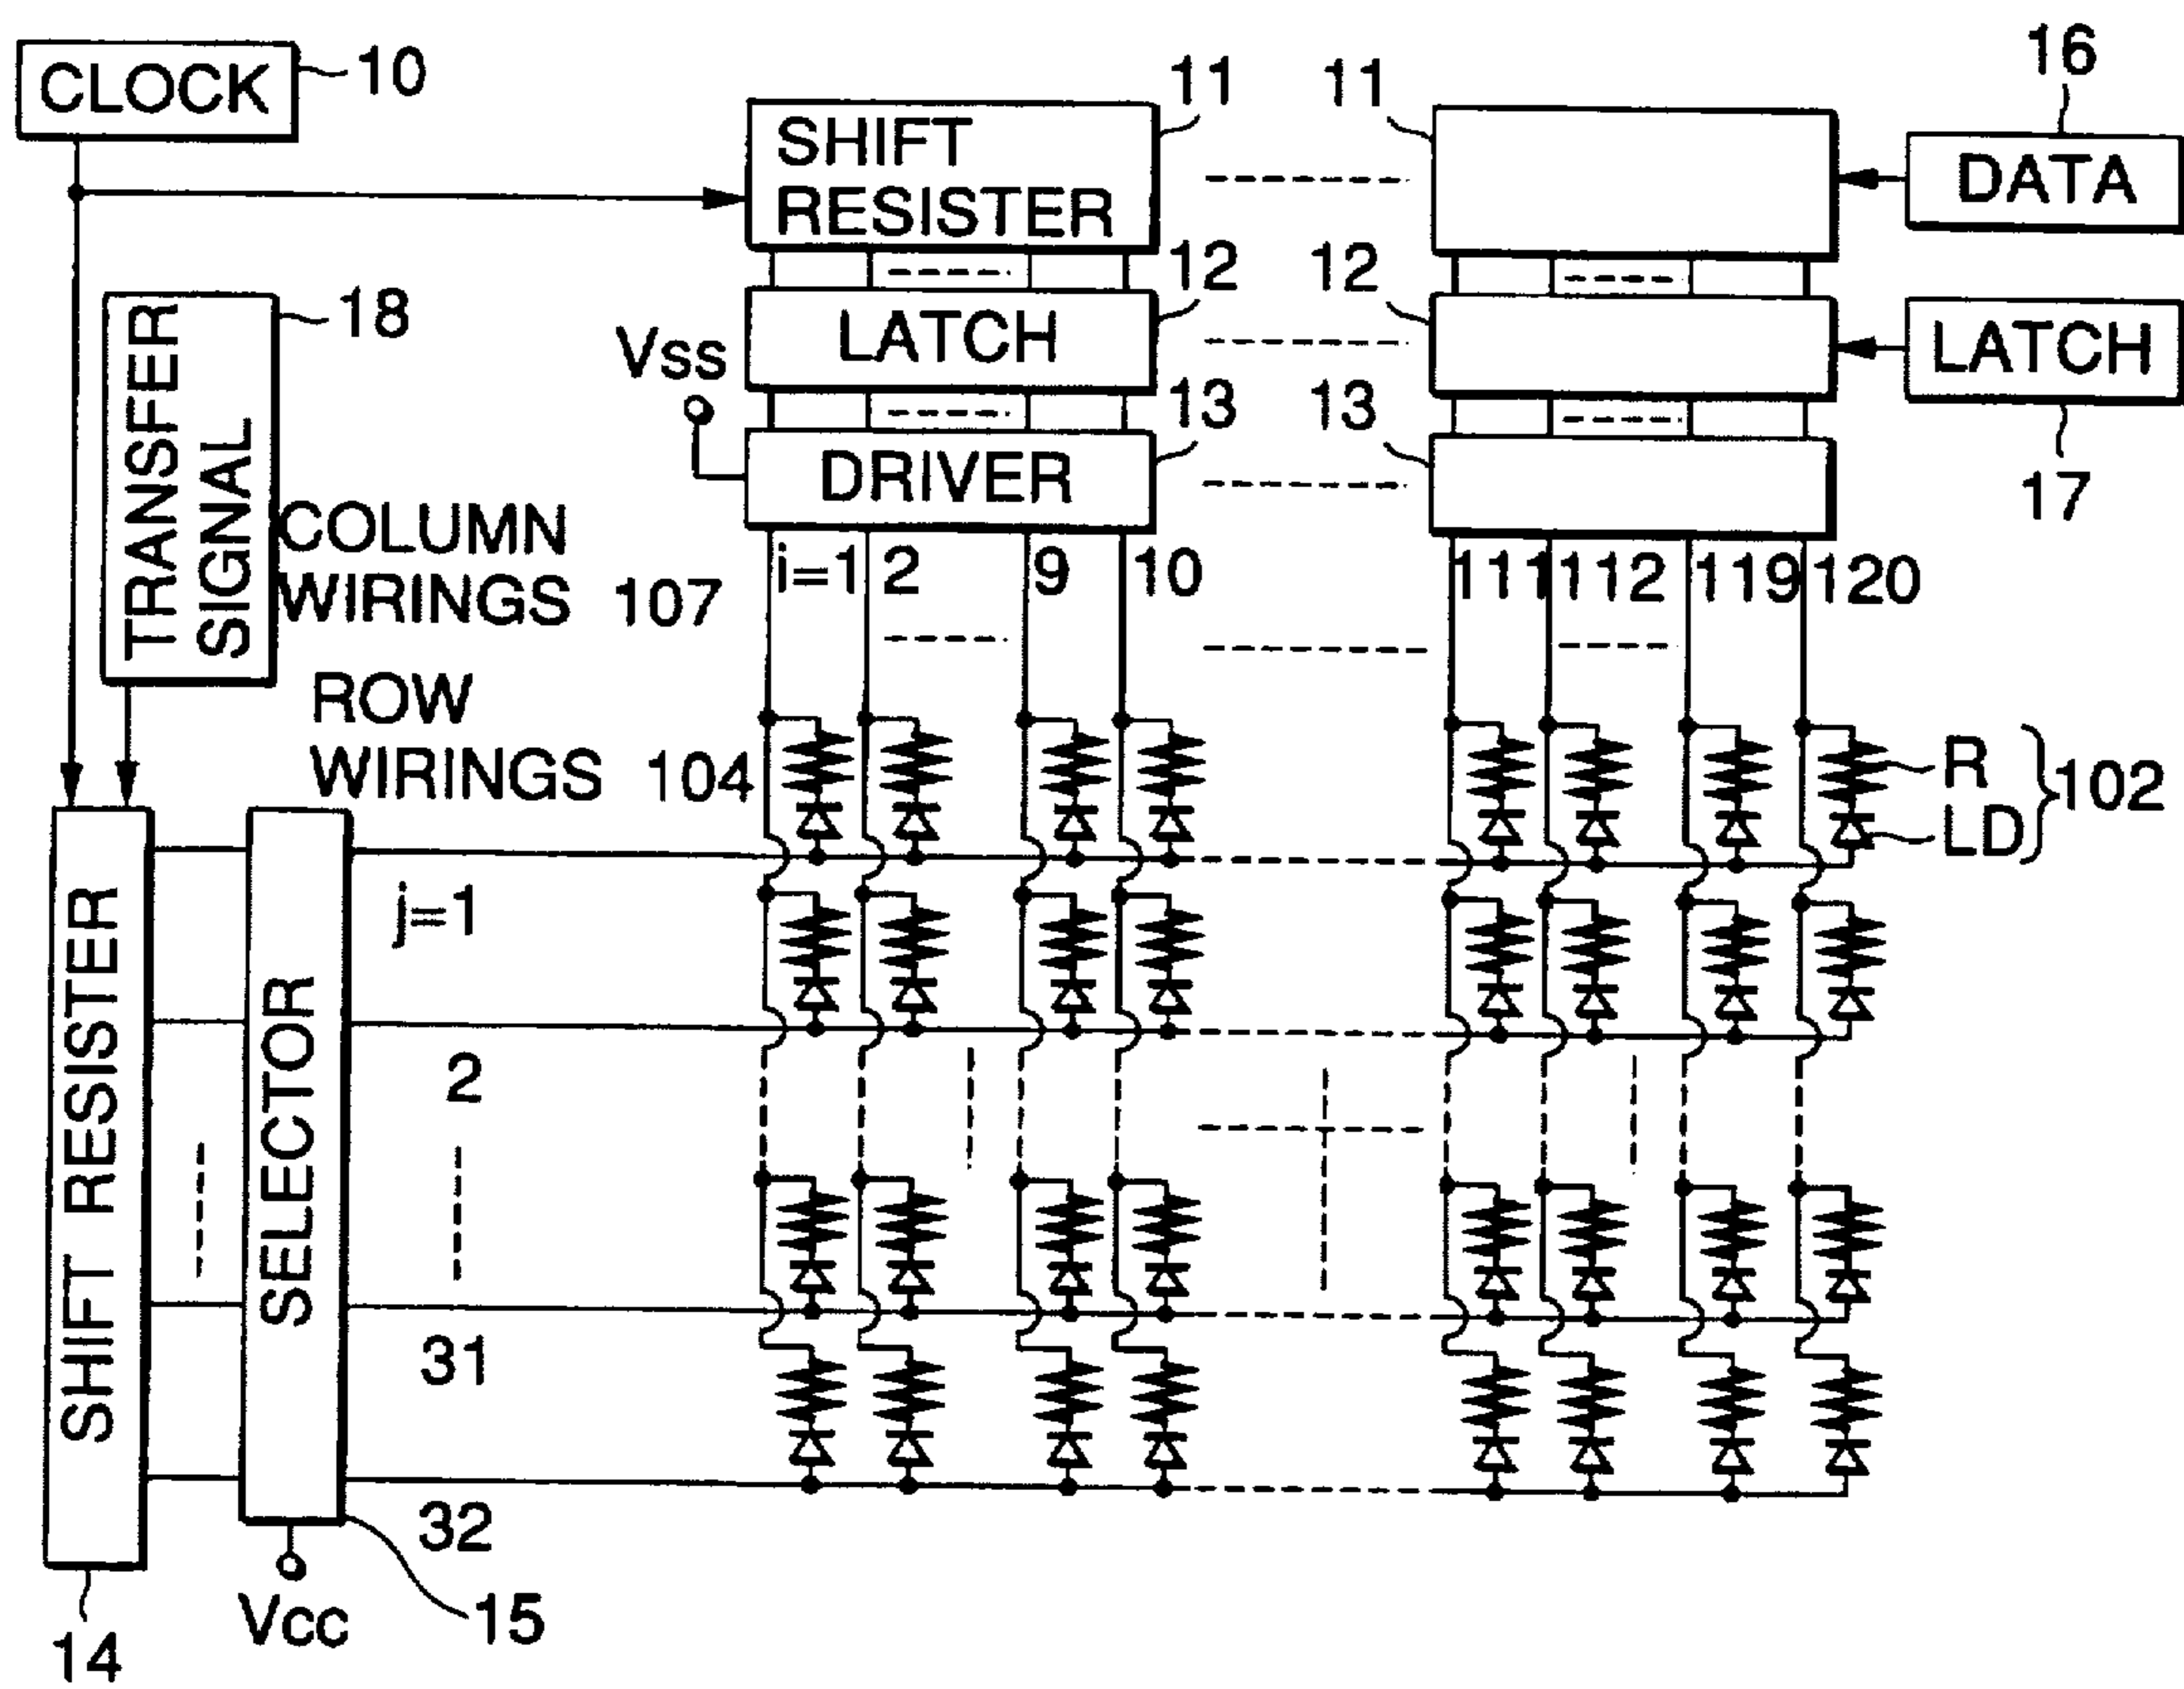 CLOCK
10
SHIFT
RESISTER
11
11
16
DATA
TRANSFER
SIGNAL
18
12
12
LATCH
LATCH
17
Vss
13
13
DRIVER
COLUMN
WIRINGS 107
i=1 2 9 10 111 112 119 120
ROW
WIRINGS 104
R
LD
102
SHIFT RESISTER
SELECTOR
j=1
2
31
32
Vcc
14
15